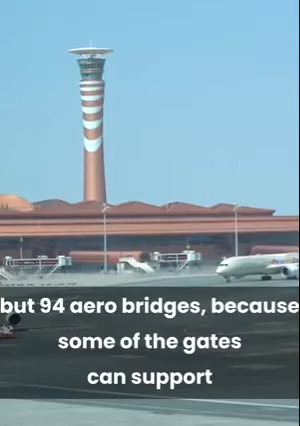 but 94 aero bridges, because
some of the gates
can support